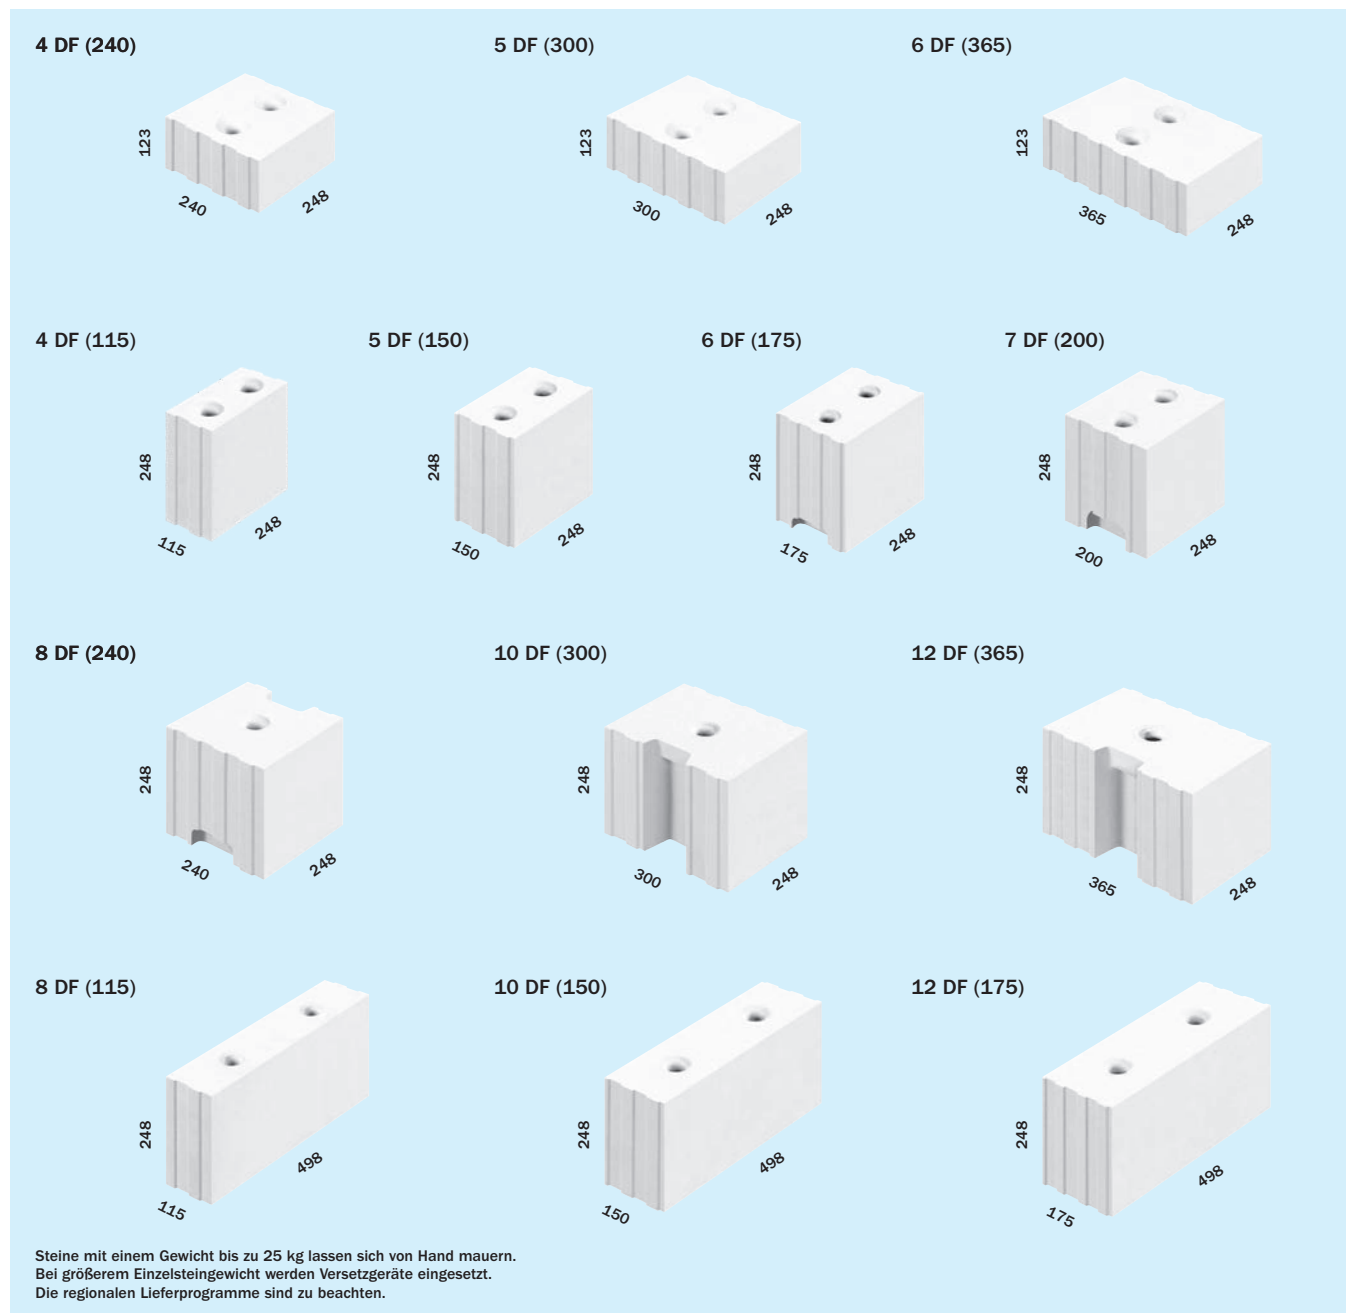 4 DF (240)
5 DF (300)
6 DF (365)
123
240
248
123
300
248
123
365
248
4 DF (115)
5 DF (150)
6 DF (175)
7 DF (200)
248
115
248
248
150
248
248
175
248
248
200
248
8 DF (240)
10 DF (300)
12 DF (365)
248
240
248
248
300
248
248
365
248
8 DF (115)
10 DF (150)
12 DF (175)
248
115
498
248
150
498
248
175
498
Steine mit einem Gewicht bis zu 25 kg lassen sich von Hand mauern.
Bei größerem Einzelsteingewicht werden Versetzgeräte eingesetzt.
Die regionalen Lieferprogramme sind zu beachten.